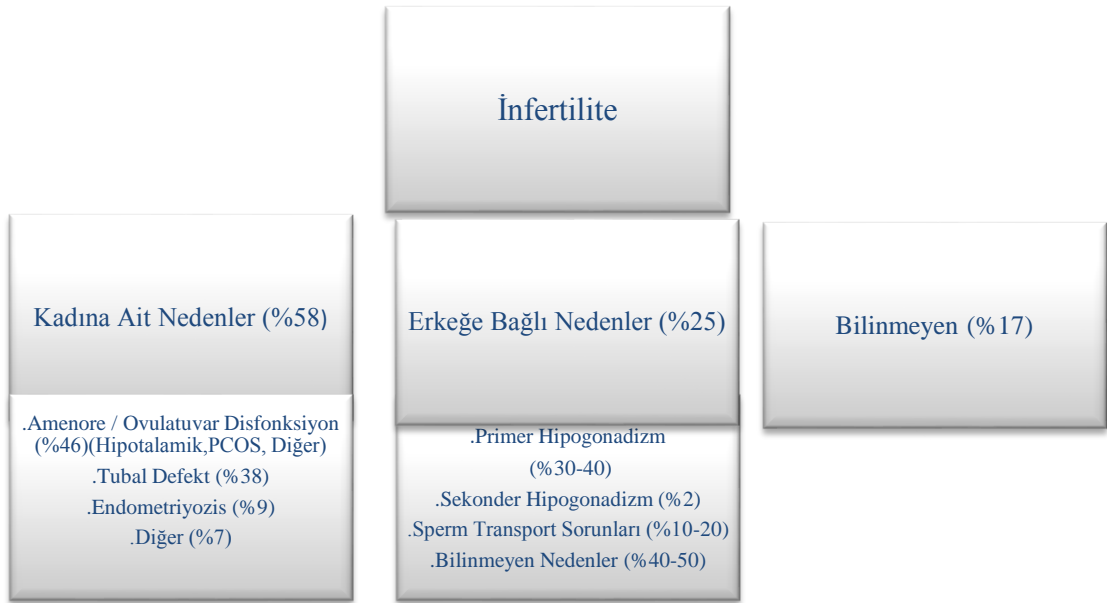 İnfertilite
Kadına Ait Nedenler (%58)
.Amenore / Ovulatuvar Disfonksiyon
(%46)(Hipotalamik,PCOS, Diğer)
.Tubal Defekt (%38)
.Endometriyozis (%9)
.Diğer (%7)
Erkeğe Bağlı Nedenler (%25)
.Primer Hipogonadizm
(%30-40)
.Sekonder Hipogonadizm (%2)
.Sperm Transport Sorunları (%10-20)
.Bilinmeyen Nedenler (%40-50)
Bilinmeyen (%17)